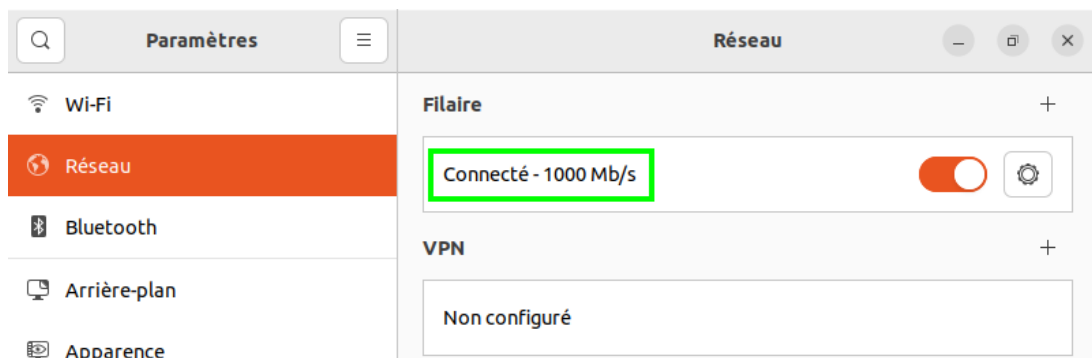 Paramètres
Réseau
Wi-Fi
Réseau
Bluetooth
Arrière-plan
Apparence
Filaire
Connecté - 1000 Mb/s
VPN
Non configuré